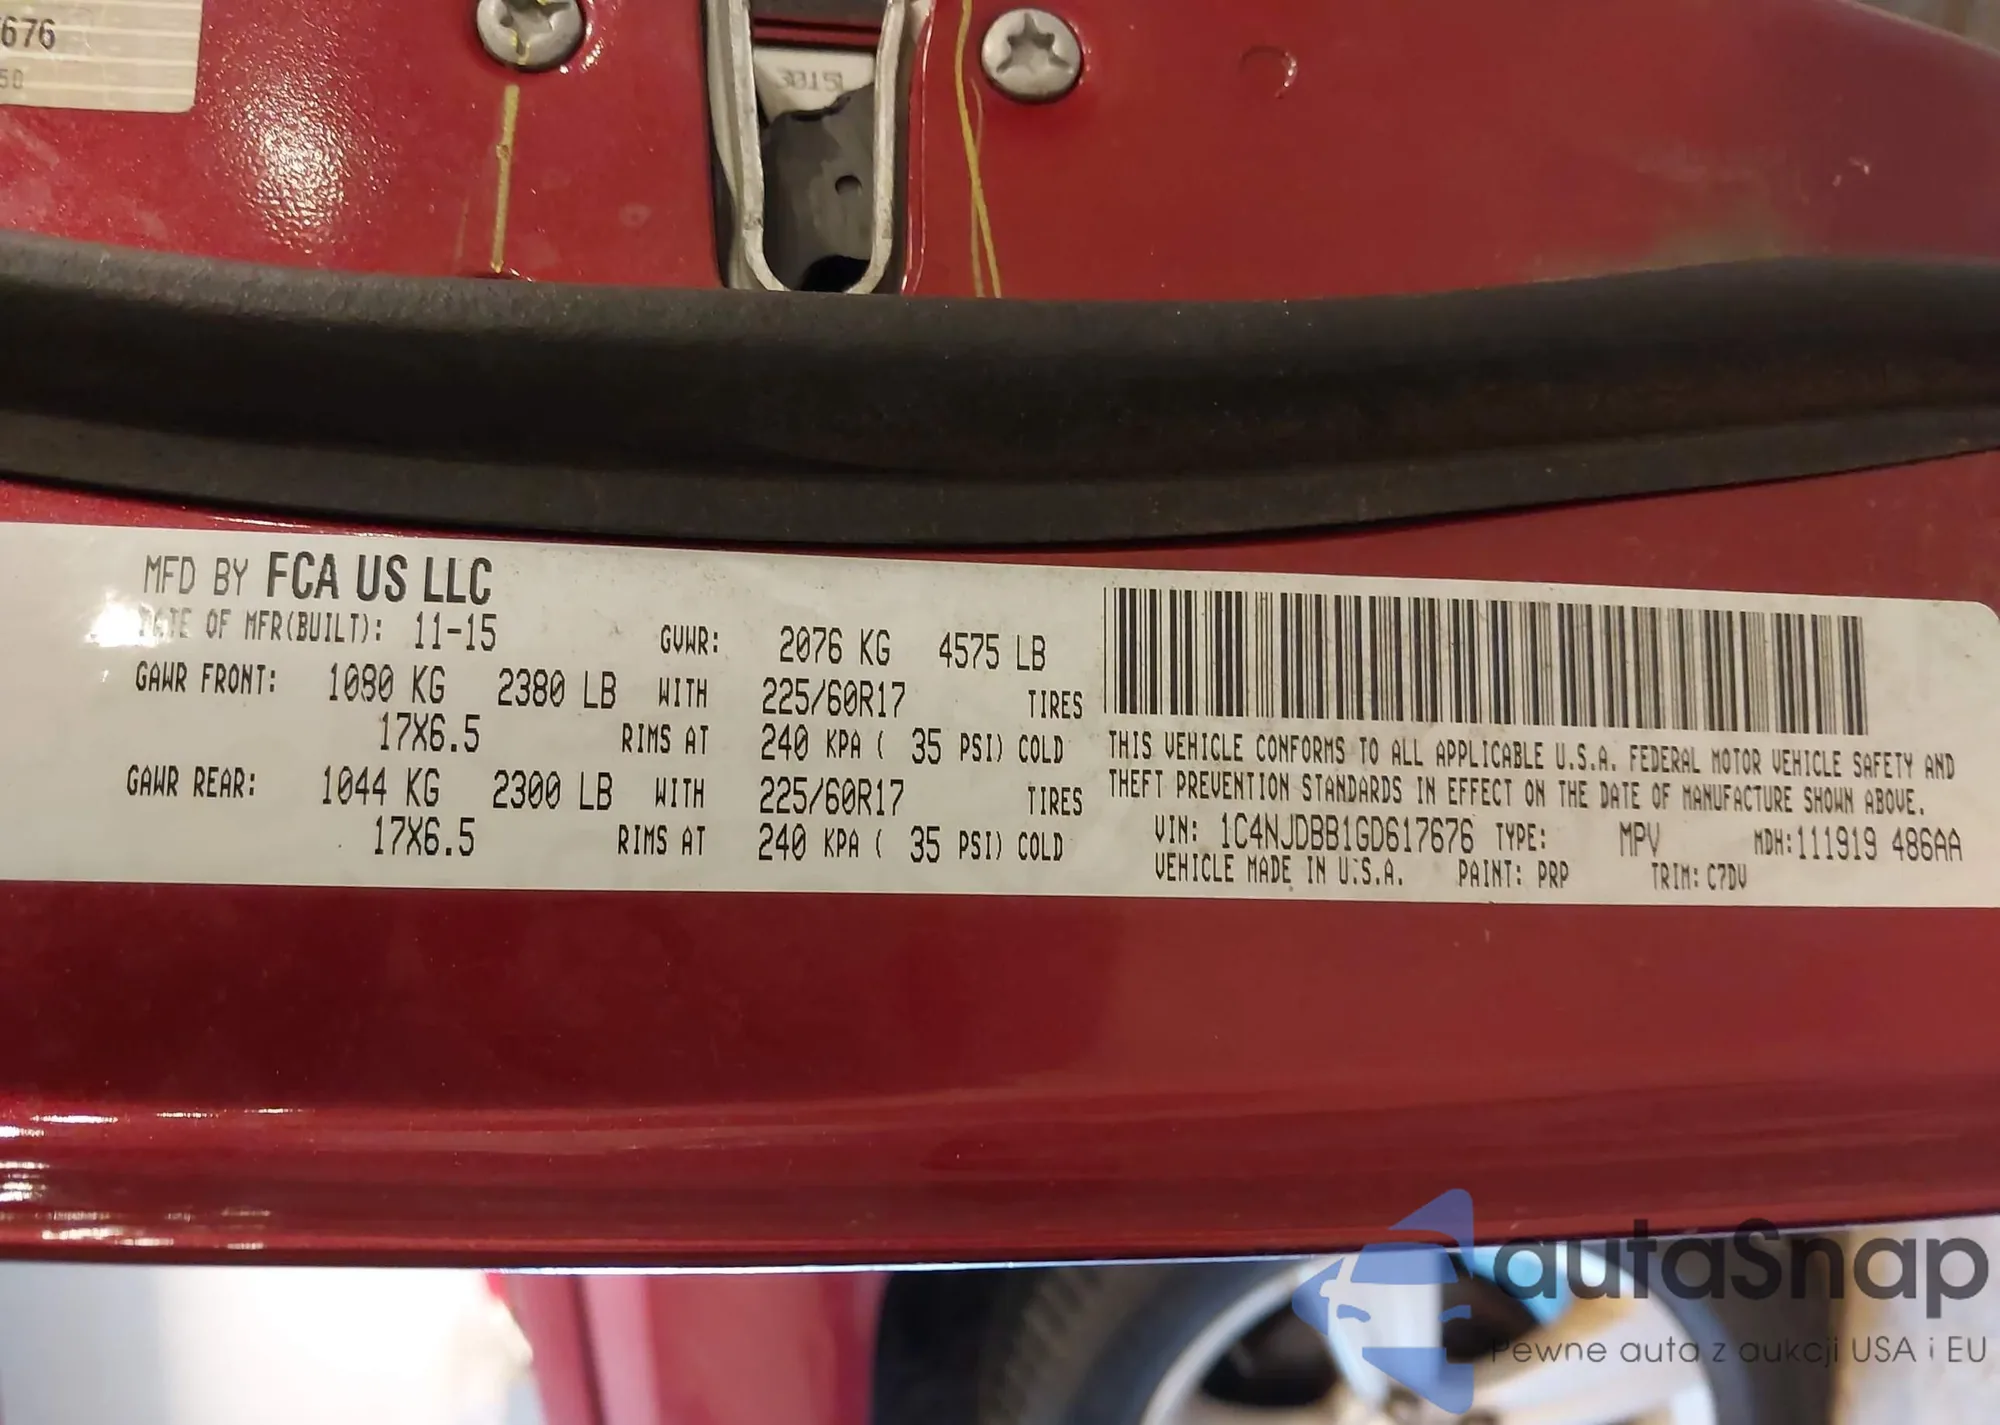 7676
50
30151
MFD BY FCA US LLC
DATE OF MFR(BUILT): 11-15 GVWR: 2076 KG 4575 LB
GAWR FRONT: 1080 KG 2380 LB WITH 225/60R17 TIRES
17X6.5 RIMS AT 240 KPA ( 35 PSI) COLD
GAWR REAR: 1044 KG 2300 LB WITH 225/60R17 TIRES
17X6.5 RIMS AT 240 KPA ( 35 PSI) COLD
THIS VEHICLE CONFORMS TO ALL APPLICABLE U.S.A. FEDERAL MOTOR VEHICLE SAFETY AND
THEFT PREVENTION STANDARDS IN EFFECT ON THE DATE OF MANUFACTURE SHOWN ABOVE.
VIN: 1C4NJDBB1GD617676 TYPE: MPV MDH:111919 486AA
VEHICLE MADE IN U.S.A. PAINT: PRP TRIM: C7DV
autaSnap
Pewne auta z aukcji USA i EU